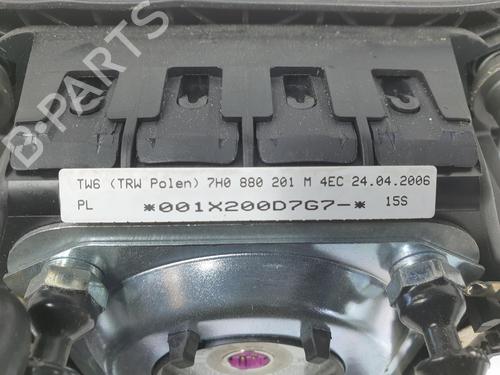 B-PARTS
TW6 (TRW Polen) 7H0 880 201 M 4EC 24.04.2006
PL *001X200D7G7-* 15S